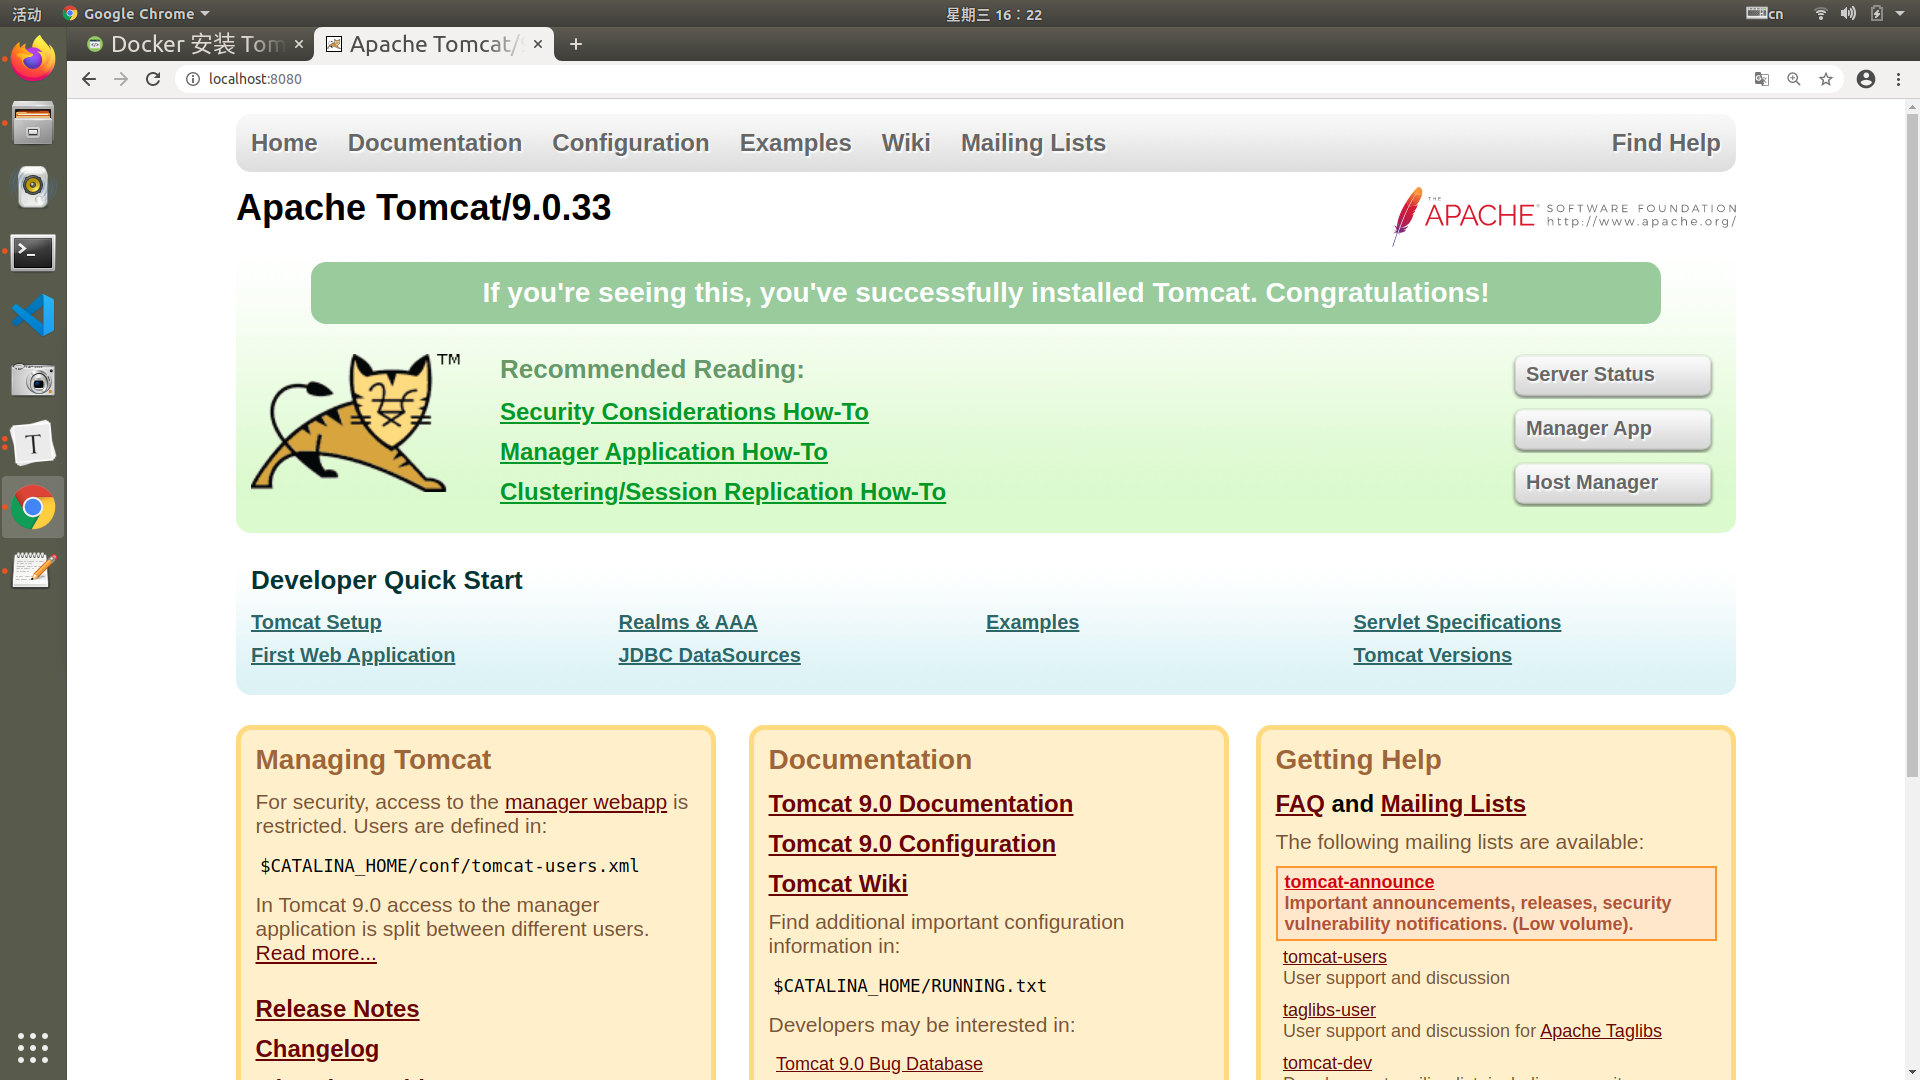 活动
Google Chrome
星期三 16：22
cn
Docker 安装 Tom
Apache Tomcat/9
localhost:8080
Home Documentation Configuration Examples Wiki Mailing Lists Find Help
Apache Tomcat/9.0.33
THE APACHE® SOFTWARE FOUNDATION
http://www.apache.org/
If you're seeing this, you've successfully installed Tomcat. Congratulations!
TM
Recommended Reading:
Security Considerations How-To
Manager Application How-To
Clustering/Session Replication How-To
Server Status
Manager App
Host Manager
Developer Quick Start
Tomcat Setup
First Web Application
Realms & AAA
JDBC DataSources
Examples
Servlet Specifications
Tomcat Versions
Managing Tomcat
For security, access to the manager webapp is
restricted. Users are defined in:
$CATALINA_HOME/conf/tomcat-users.xml
In Tomcat 9.0 access to the manager
application is split between different users.
Read more...
Release Notes
Changelog
Documentation
Tomcat 9.0 Documentation
Tomcat 9.0 Configuration
Tomcat Wiki
Find additional important configuration
information in:
$CATALINA_HOME/RUNNING.txt
Developers may be interested in:
Tomcat 9.0 Bug Database
Getting Help
FAQ and Mailing Lists
The following mailing lists are available:
tomcat-announce
Important announcements, releases, security
vulnerability notifications. (Low volume).
tomcat-users
User support and discussion
taglibs-user
User support and discussion for Apache Taglibs
tomcat-dev